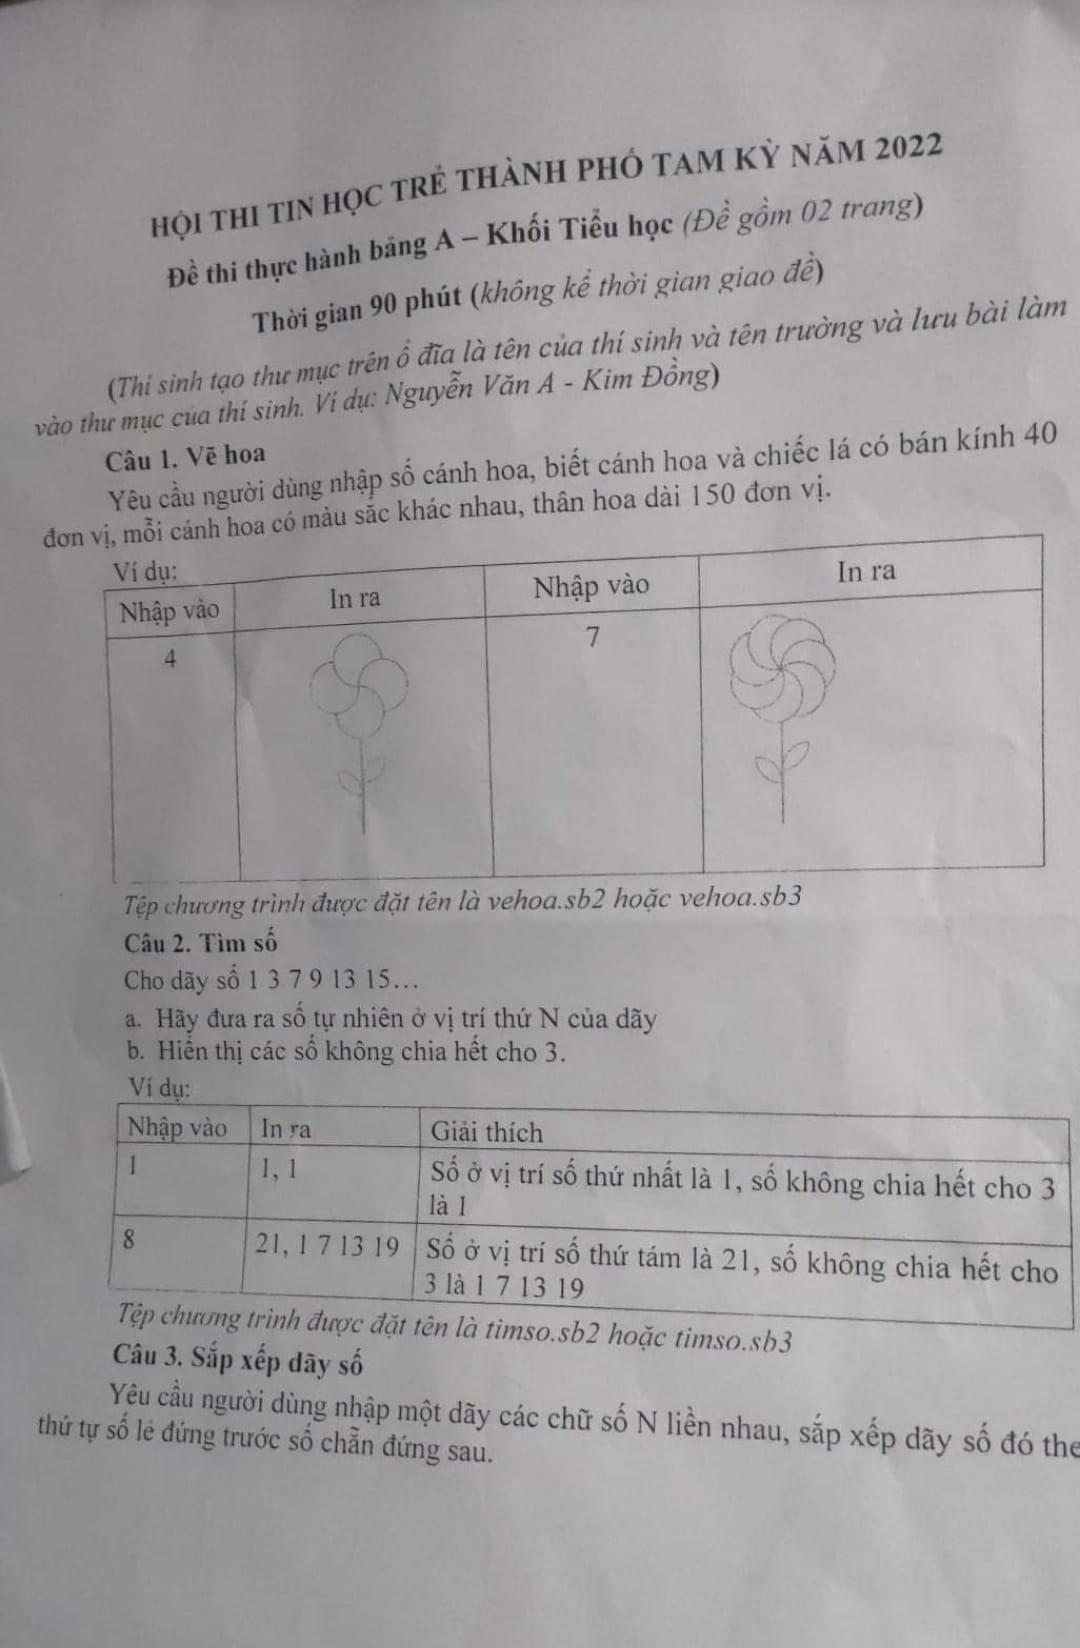 HỘI THI TIN HỌC TRẺ THÀNH PHỐ TAM KỲ NĂM 2022
Đề thi thực hành bảng A – Khối Tiểu học (Đề gồm 02 trang)
Thời gian 90 phút (không kể thời gian giao đề)
(Thí sinh tạo thư mục trên ổ đĩa là tên của thí sinh và tên trường và lưu bài làm
vào thư mục của thí sinh. Ví dụ: Nguyễn Văn A - Kim Đồng)
Câu 1. Vẽ hoa
Yêu cầu người dùng nhập số cánh hoa, biết cánh hoa và chiếc lá có bán kính 40
đơn vị, mỗi cánh hoa có màu sắc khác nhau, thân hoa dài 150 đơn vị.
Ví dụ:
Nhập vào In ra Nhập vào In ra
4 7
Tệp chương trình được đặt tên là vehoa.sb2 hoặc vehoa.sb3
Câu 2. Tìm số
Cho dãy số 1 3 7 9 13 15...
a. Hãy đưa ra số tự nhiên ở vị trí thứ N của dãy
b. Hiển thị các số không chia hết cho 3.
Ví dụ:
Nhập vào In ra Giải thích
1 1, 1 Số ở vị trí số thứ nhất là 1, số không chia hết cho 3
là 1
8 21, 1 7 13 19 Số ở vị trí số thứ tám là 21, số không chia hết cho
3 là 1 7 13 19
Tệp chương trình được đặt tên là timso.sb2 hoặc timso.sb3
Câu 3. Sắp xếp dãy số
Yêu cầu người dùng nhập một dãy các chữ số N liền nhau, sắp xếp dãy số đó the
thứ tự số lẻ đứng trước số chẵn đứng sau.